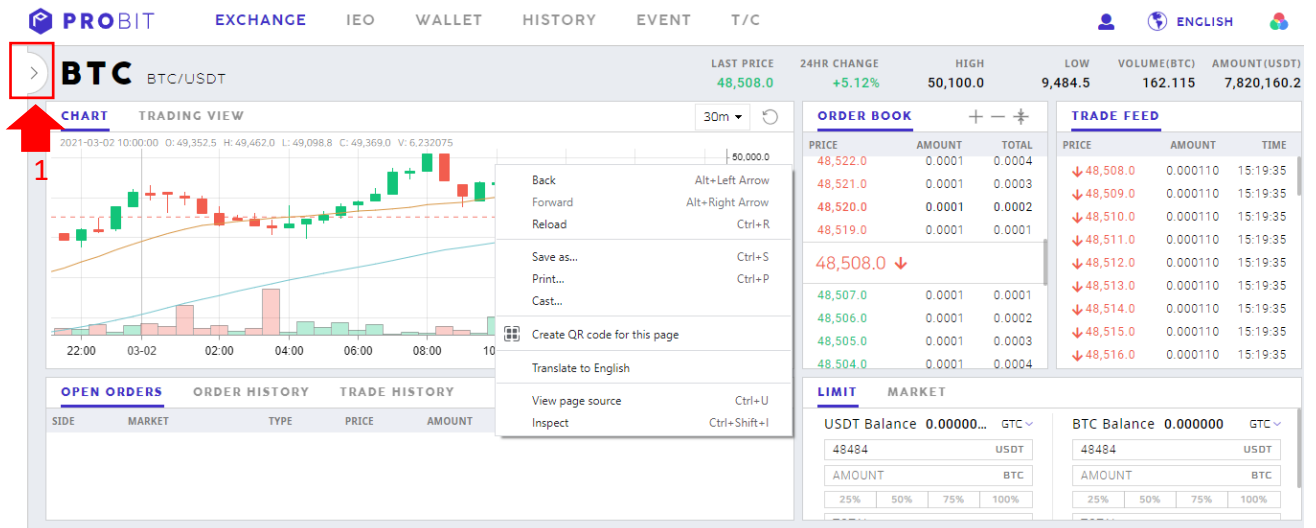 PROBIT EXCHANGE IEO WALLET HISTORY EVENT T/C ENGLISH
BTC BTC/USDT
LAST PRICE 24HR CHANGE HIGH LOW VOLUME(BTC) AMOUNT(USDT)
48,508.0 +5.12% 50,100.0 9,484.5 162.115 7,820,160.2
1
CHART TRADING VIEW 30m
2021-03-02 10:00:00 O:49,352.5 H:49,462.0 L:49,098.8 C:49,369.0 V:6.232075
50,000.0
22:00 03-02 02:00 04:00 06:00 08:00 10
Back Alt+Left Arrow
Forward Alt+Right Arrow
Reload Ctrl+R
Save as... Ctrl+S
Print... Ctrl+P
Cast...
Create QR code for this page
Translate to English
View page source Ctrl+U
Inspect Ctrl+Shift+I
ORDER BOOK
PRICE AMOUNT TOTAL
48,522.0 0.0001 0.0004
48,521.0 0.0001 0.0003
48,520.0 0.0001 0.0002
48,519.0 0.0001 0.0001
48,508.0
48,507.0 0.0001 0.0001
48,506.0 0.0001 0.0002
48,505.0 0.0001 0.0003
48,504.0 0.0001 0.0004
TRADE FEED
PRICE AMOUNT TIME
48,508.0 0.000110 15:19:35
48,509.0 0.000110 15:19:35
48,510.0 0.000110 15:19:35
48,511.0 0.000110 15:19:35
48,512.0 0.000110 15:19:35
48,513.0 0.000110 15:19:35
48,514.0 0.000110 15:19:35
48,515.0 0.000110 15:19:35
48,516.0 0.000110 15:19:35
OPEN ORDERS ORDER HISTORY TRADE HISTORY
SIDE MARKET TYPE PRICE AMOUNT
LIMIT MARKET
USDT Balance 0.00000... GTC
48484 USDT
AMOUNT BTC
25% 50% 75% 100%
BTC Balance 0.000000 GTC
48484 USDT
AMOUNT BTC
25% 50% 75% 100%